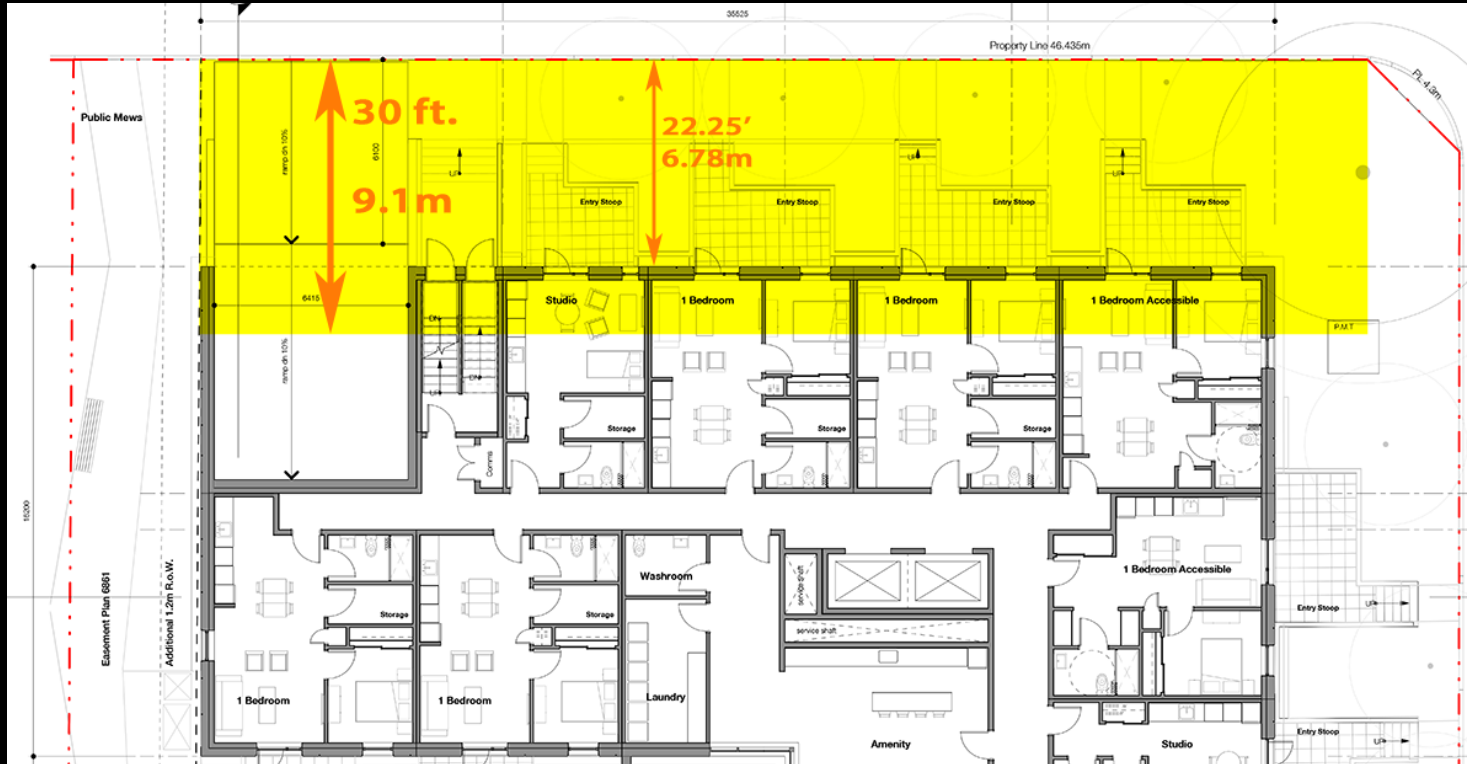 35525
Property Line 46.435m
PL 4.3m
Public Mews
30 ft.
9.1m
22.25'
6.78m
ramp dn 10%
6100
UP
UP
UP
Entry Stoop
Entry Stoop
Entry Stoop
Entry Stoop
6415
Studio
1 Bedroom
1 Bedroom
1 Bedroom Accessible
DN
P.M.T
ramp dn 10%
DN
UP
Storage
Storage
Storage
Comms
15200
Easement Plan 6861
Additional 1.2m R.o.W.
Washroom
service shaft
1 Bedroom Accessible
Storage
Storage
Entry Stoop
UP
service shaft
1 Bedroom
1 Bedroom
Laundry
Amenity
Studio
Entry Stoop
UP